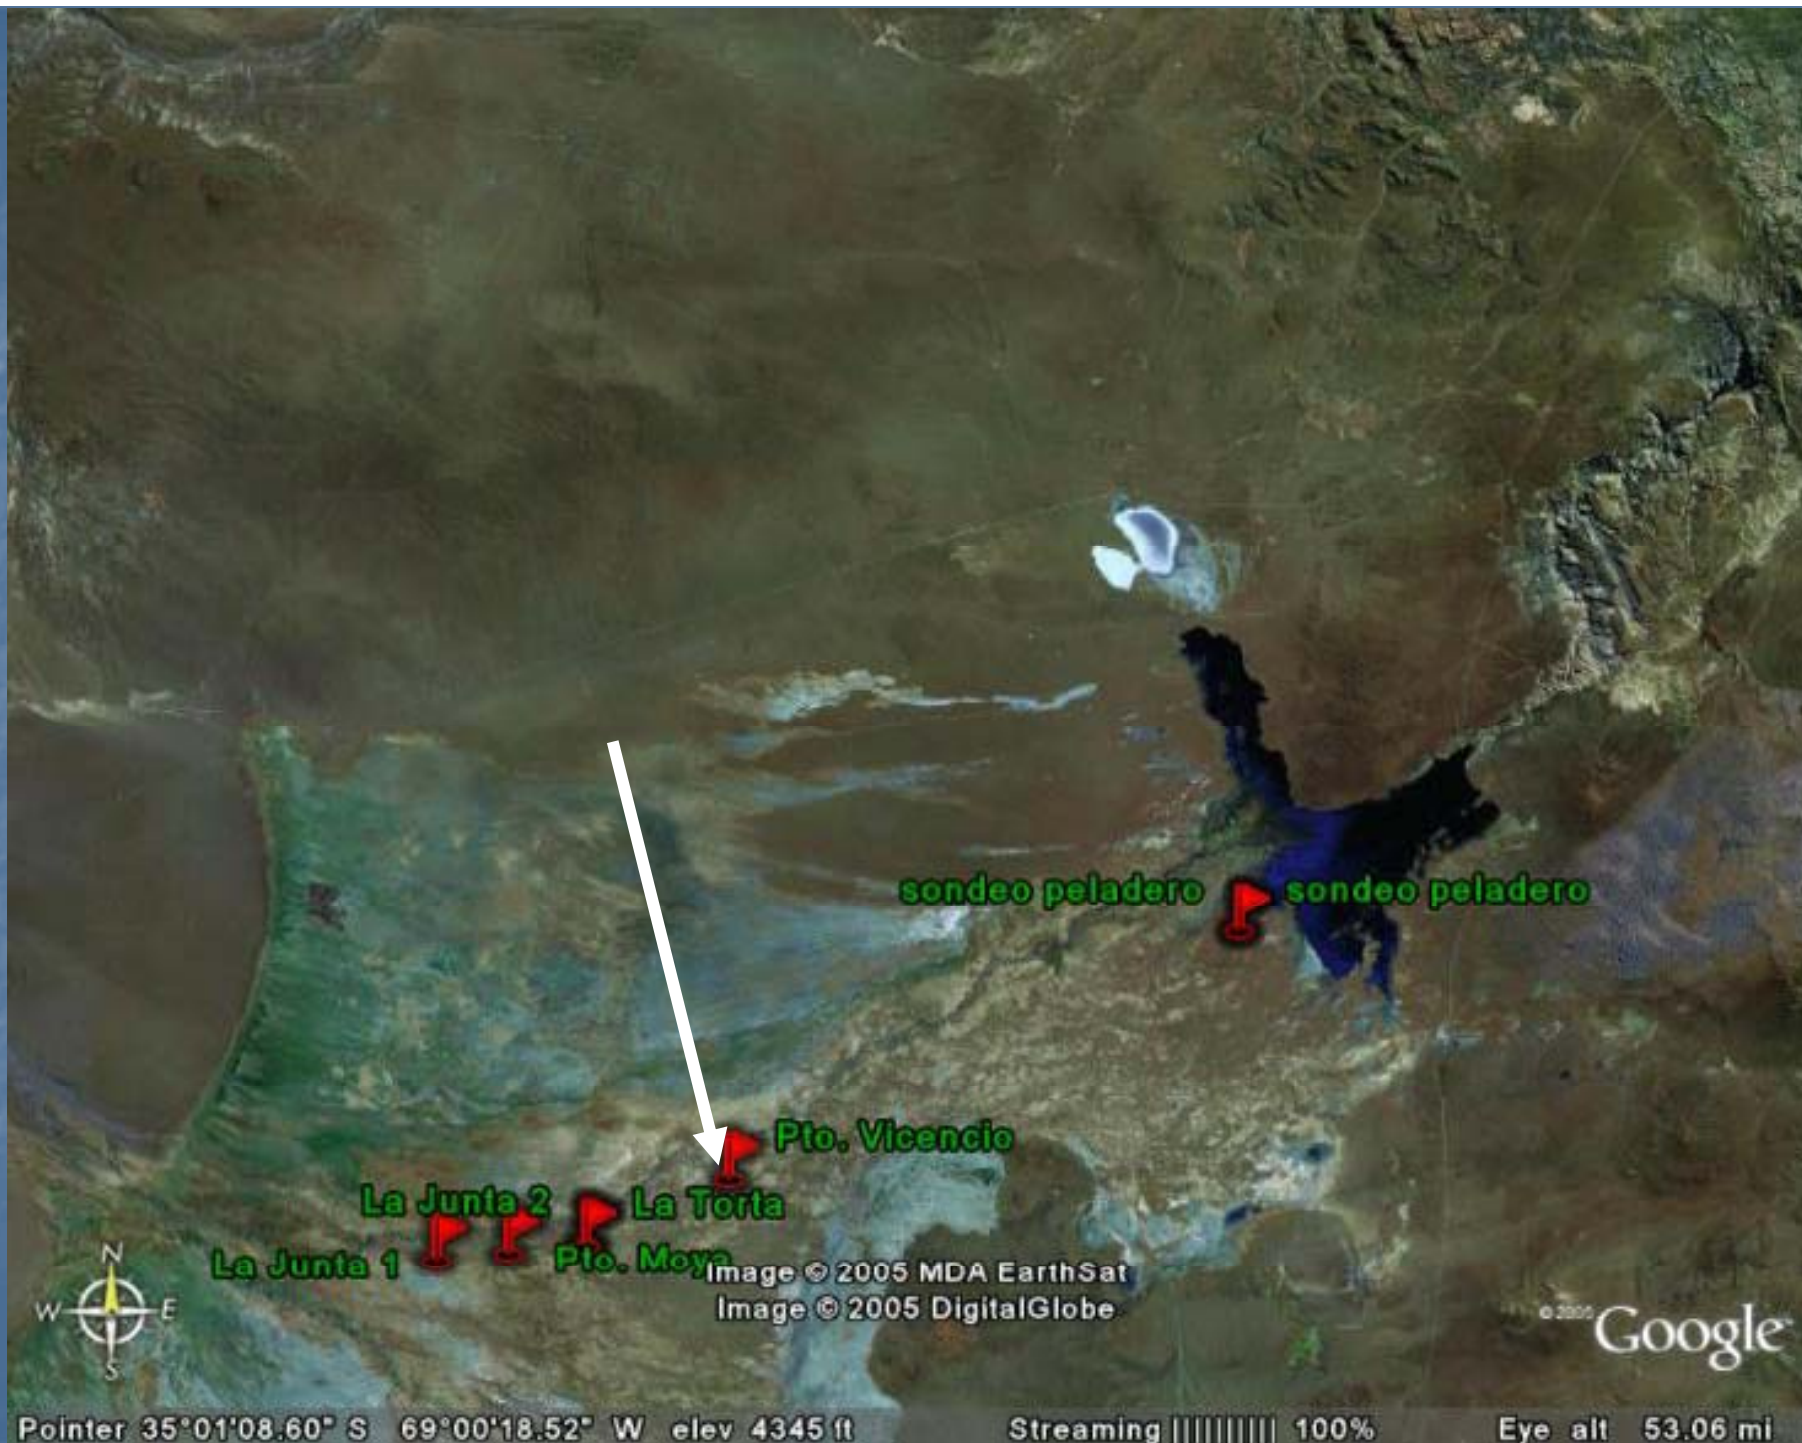 sondeo peladero sondeo peladero
Pto. Vicencio
La Junta 2 La Torta
La Junta 1 Pto. Moya
N
W E
S
Image © 2005 MDA EarthSat
Image © 2005 DigitalGlobe
© 2005 Google
Pointer 35°01'08.60" S 69°00'18.52" W elev 4345 ft Streaming ||||||||| 100% Eye alt 53.06 mi